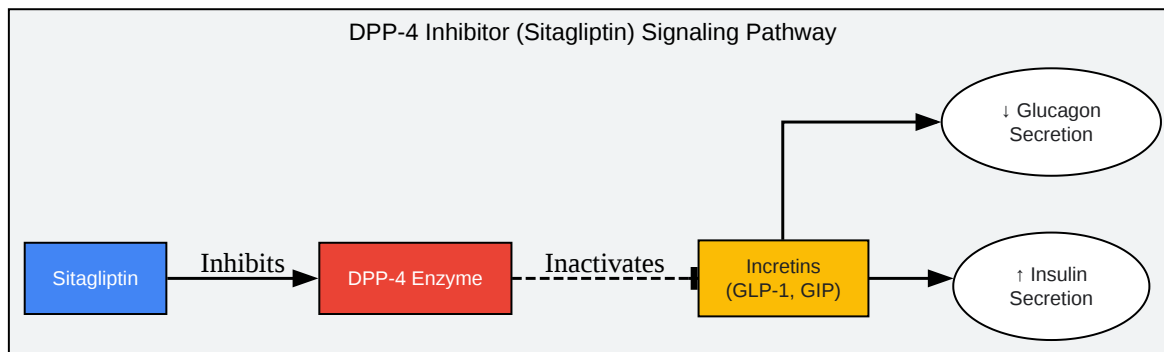 DPP-4 Inhibitor (Sitagliptin) Signaling Pathway
↓ Glucagon
Secretion
Sitagliptin
Inhibits
DPP-4 Enzyme
Inactivates
Incretins
(GLP-1, GIP)
↑ Insulin
Secretion